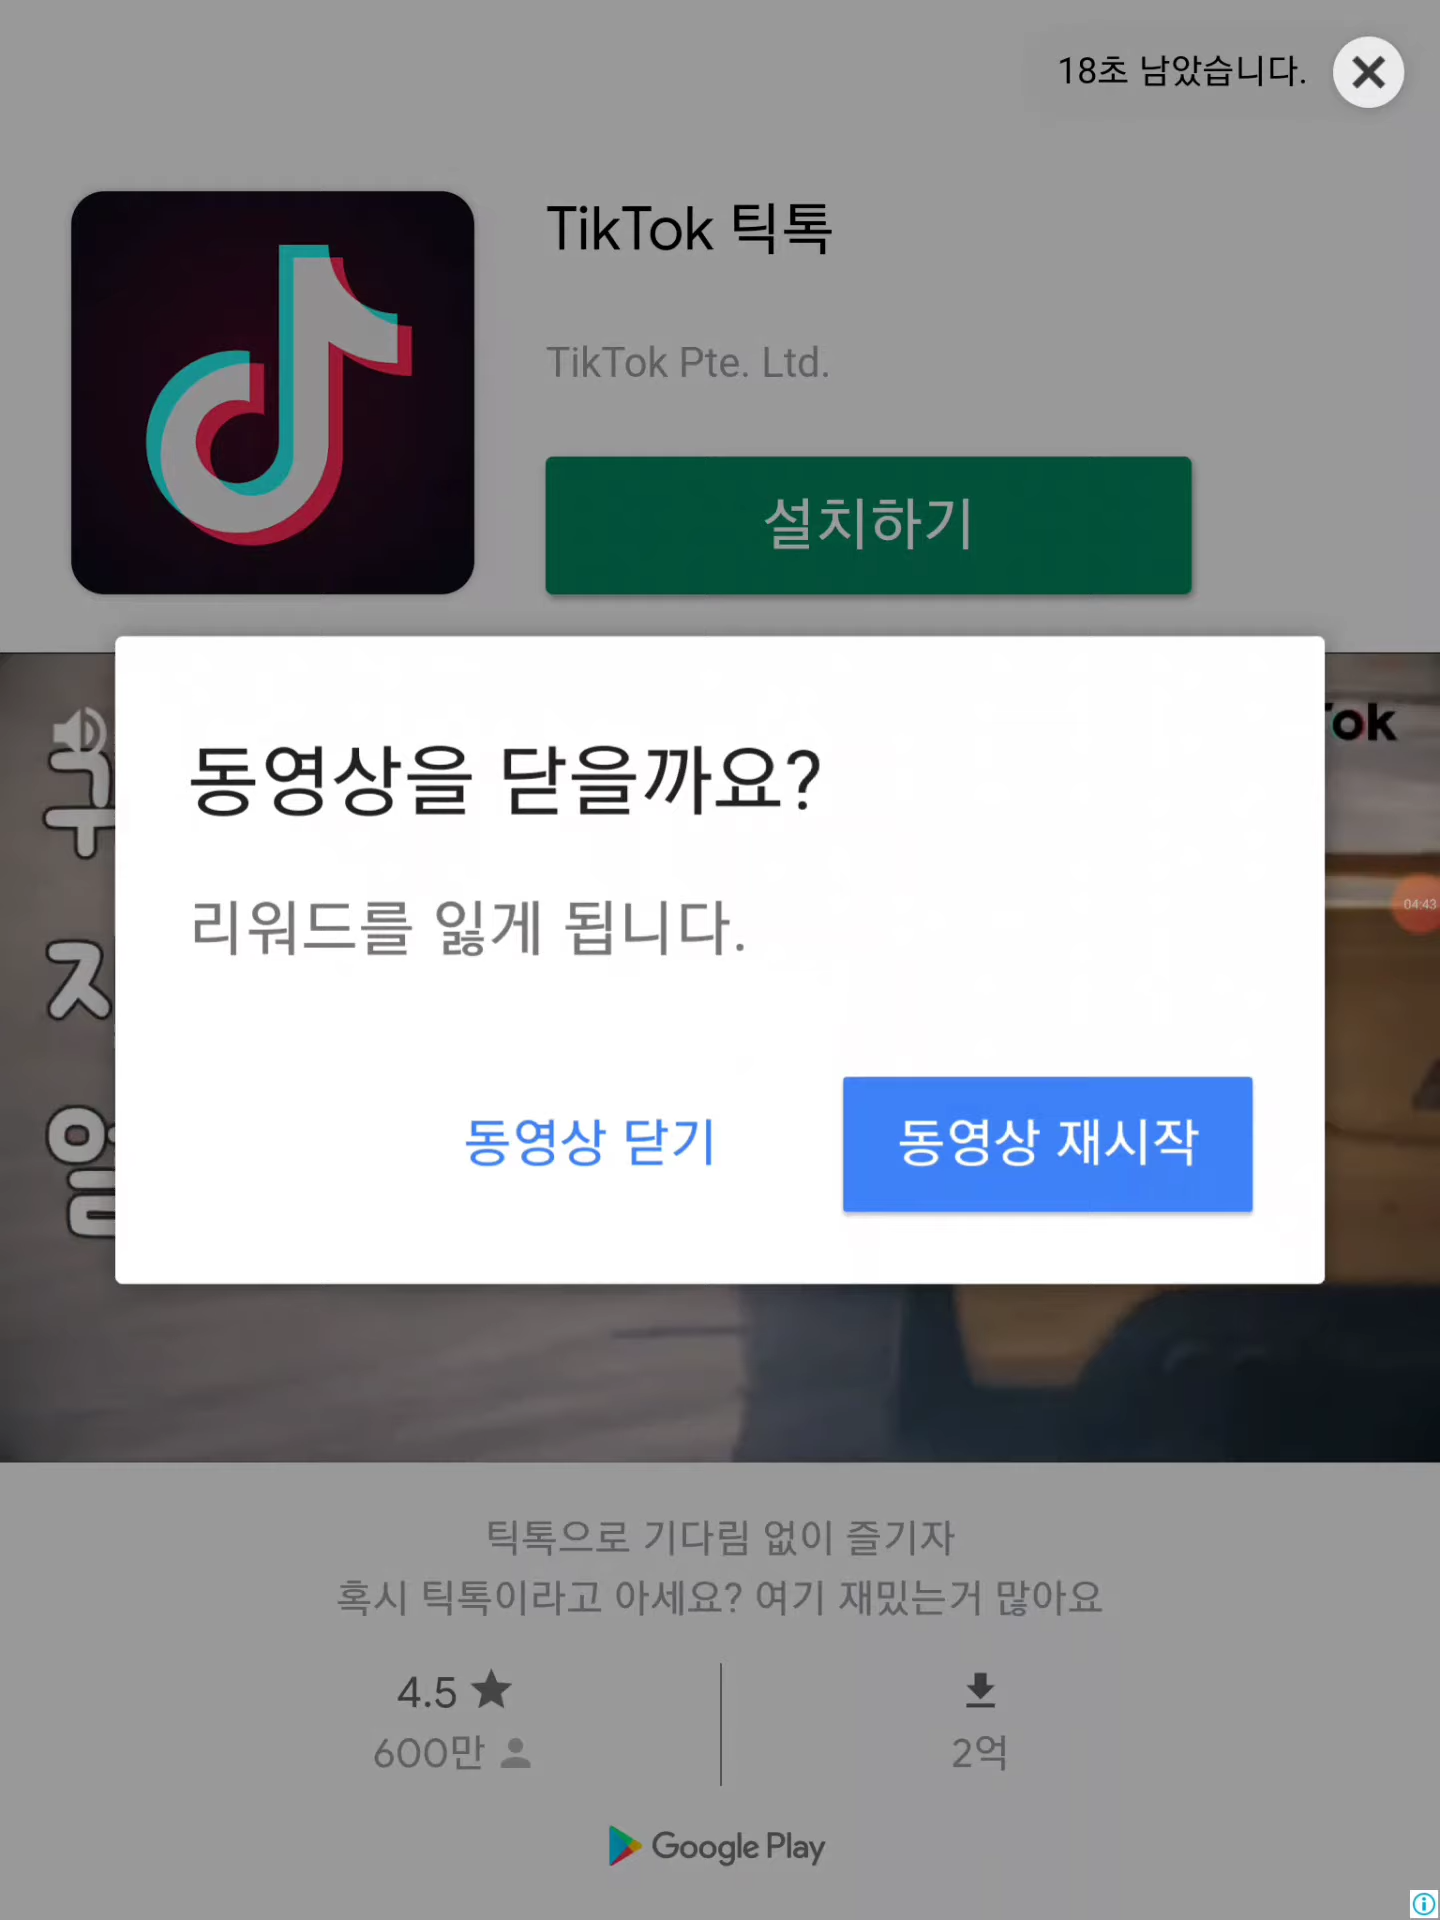 18초 남았습니다.
TikTok 틱톡
TikTok Pte. Ltd.
설치하기
동영상을 닫을까요?
리워드를 잃게 됩니다.
동영상 닫기
동영상 재시작
04:43
틱톡으로 기다림 없이 즐기자
혹시 틱톡이라고 아세요? 여기 재밌는거 많아요
4.5
600만
2억
Google Play